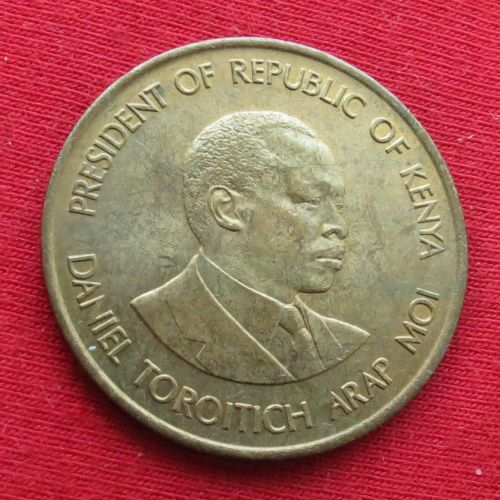 PRESIDENT OF REPUBLIC OF KENYA
DANIEL TOROITICH ARAP MOI